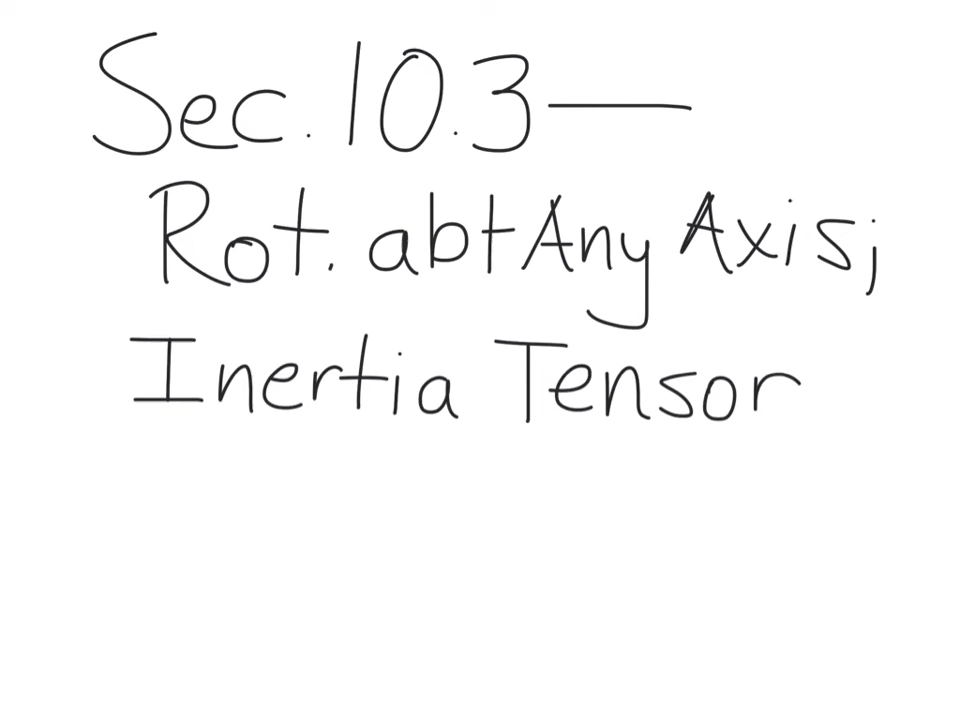 Sec. 10.3 —
Rot. abt Any Axis;
Inertia Tensor